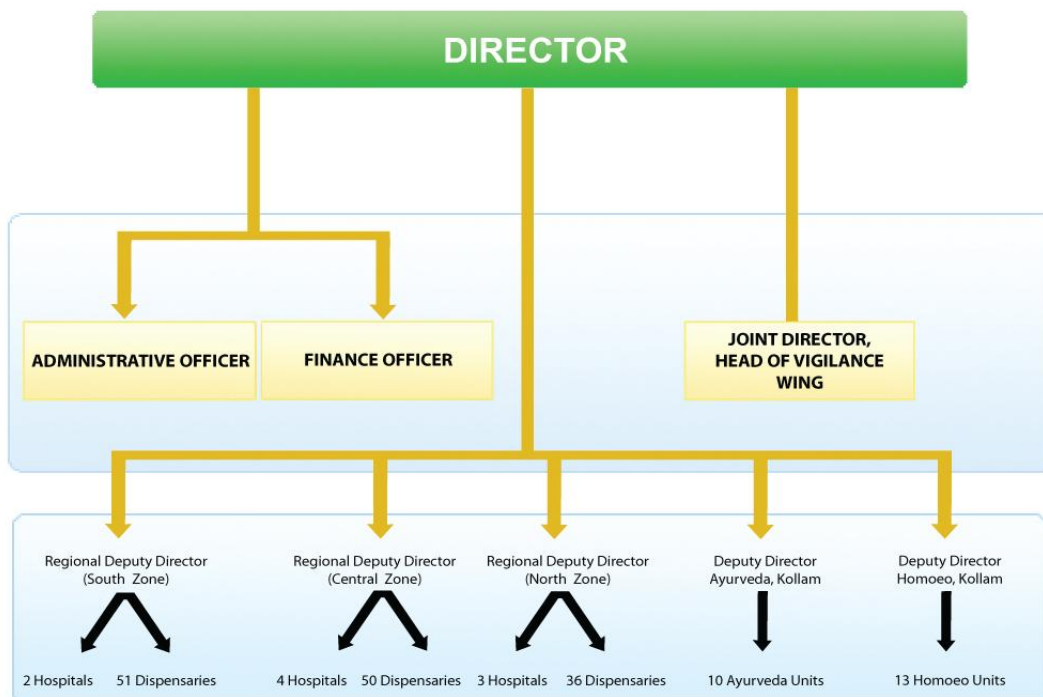 DIRECTOR
ADMINISTRATIVE OFFICER
FINANCE OFFICER
JOINT DIRECTOR,
HEAD OF VIGILANCE
WING
Regional Deputy Director
(South Zone)
Regional Deputy Director
(Central Zone)
Regional Deputy Director
(North Zone)
Deputy Director
Ayurveda, Kollam
Deputy Director
Homoeo, Kollam
2 Hospitals
51 Dispensaries
4 Hospitals
50 Dispensaries
3 Hospitals
36 Dispensaries
10 Ayurveda Units
13 Homoeo Units